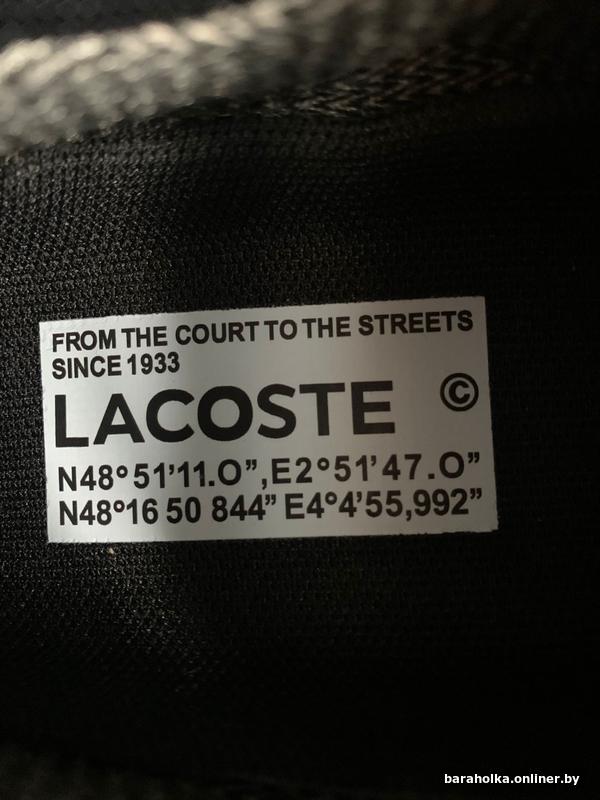 FROM THE COURT TO THE STREETS
SINCE 1933
LACOSTE ©
N48°51'11.O”,E2°51'47.O”
N48°16 50 844” E4°4'55,992”
baraholka.onliner.by